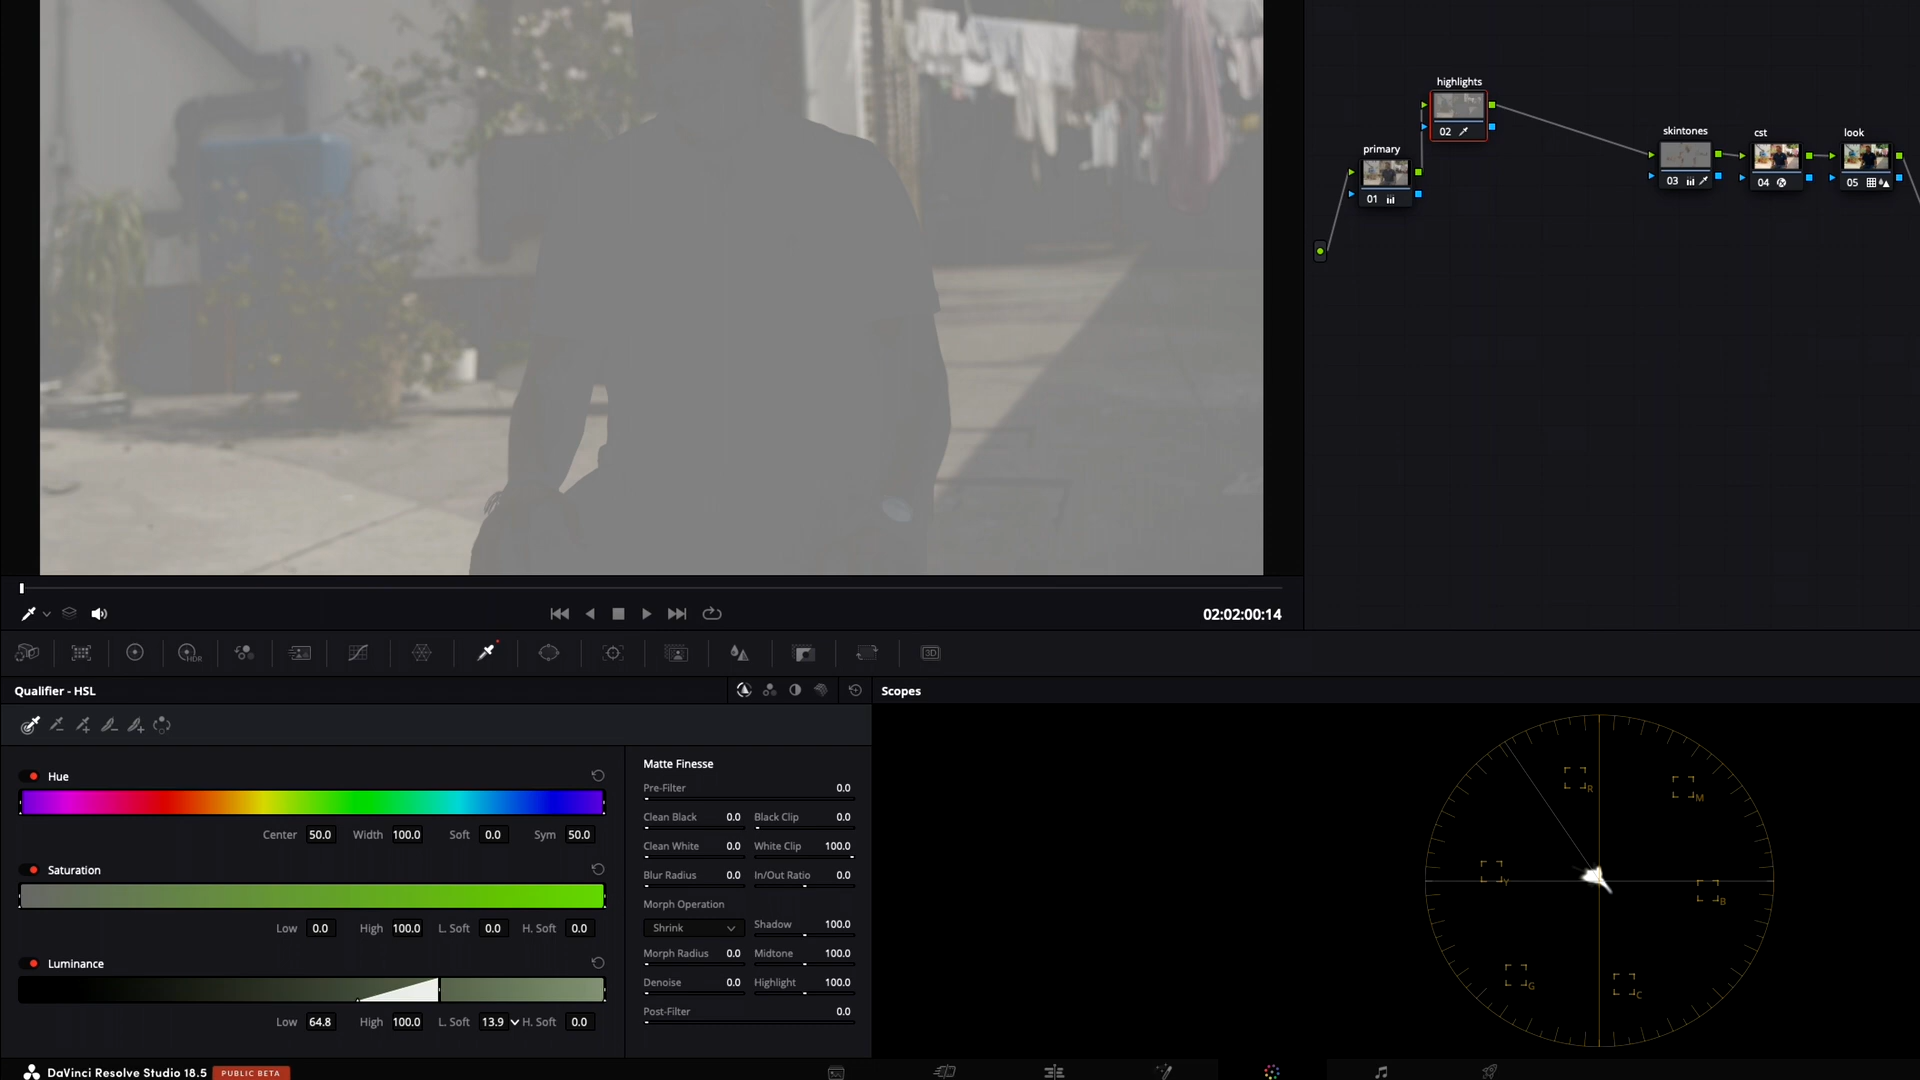 highlights
02
primary
01
skintones
03
cst
04
look
05
02:02:00:14
HDR
3D
Qualifier - HSL
Scopes
Hue
Center 50.0 Width 100.0 Soft 0.0 Sym 50.0
Saturation
Low 0.0 High 100.0 L. Soft 0.0 H. Soft 0.0
Luminance
Low 64.8 High 100.0 L. Soft 13.9 H. Soft 0.0
Matte Finesse
Pre-Filter 0.0
Clean Black 0.0 Black Clip 0.0
Clean White 0.0 White Clip 100.0
Blur Radius 0.0 In/Out Ratio 0.0
Morph Operation
Shrink Shadow 100.0
Morph Radius 0.0 Midtone 100.0
Denoise 0.0 Highlight 100.0
Post-Filter 0.0
R
M
Y
B
G
C
DaVinci Resolve Studio 18.5 PUBLIC BETA